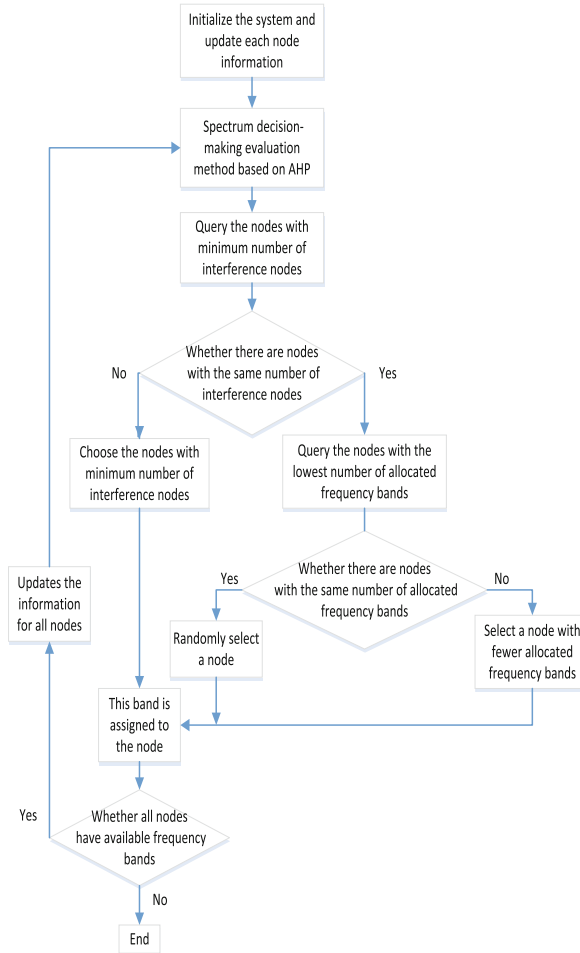 Initialize the system and
update each node
information
Spectrum decision-
making evaluation
method based on AHP
Query the nodes with
minimum number of
interference nodes
Whether there are nodes
with the same number of
interference nodes
No
Yes
Choose the nodes with
minimum number of
interference nodes
Query the nodes with the
lowest number of allocated
frequency bands
Whether there are nodes
with the same number of allocated
frequency bands
Yes
No
Updates the
information
for all nodes
Randomly select
a node
Select a node with
fewer allocated
frequency bands
This band is
assigned to
the node
Whether all nodes
have available frequency
bands
Yes
No
End